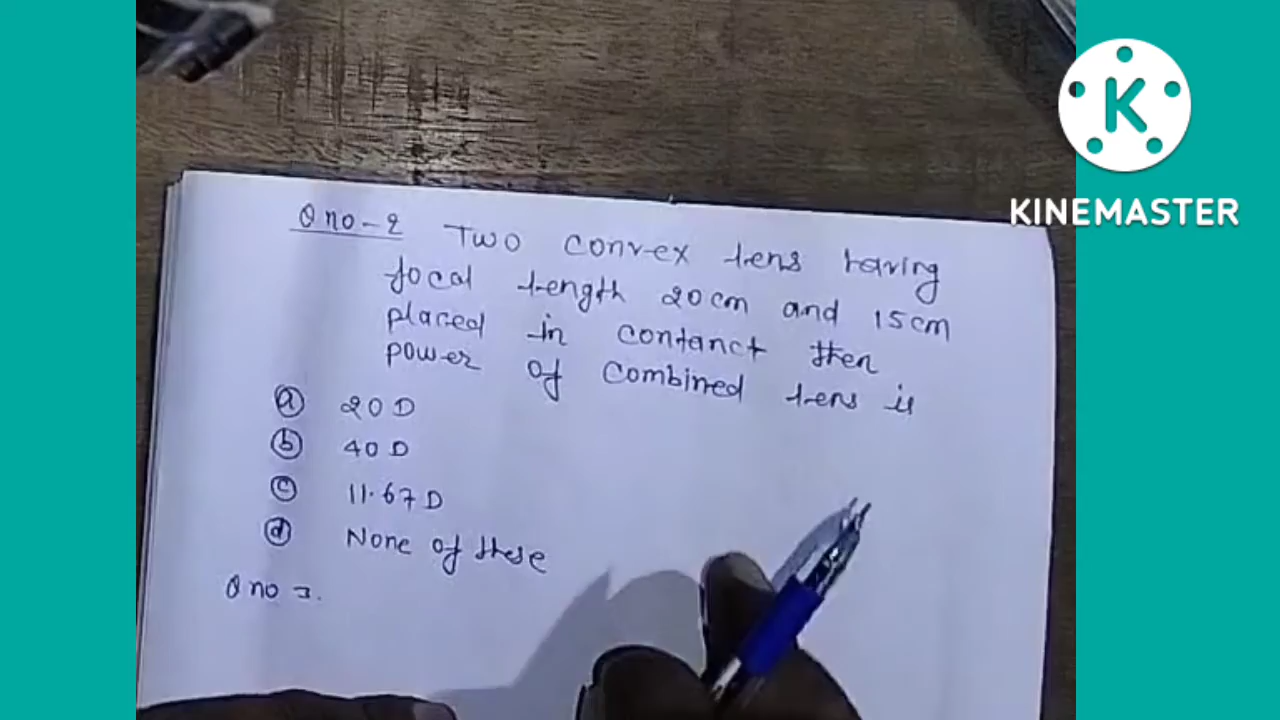 Q no - 2 Two convex lens having
focal length 20cm and 15cm
placed in contanct then
power of combined lens is
(a) 20 D
(b) 40 D
(c) 11.67 D
(d) None of these
Q no 3.
KINEMASTER